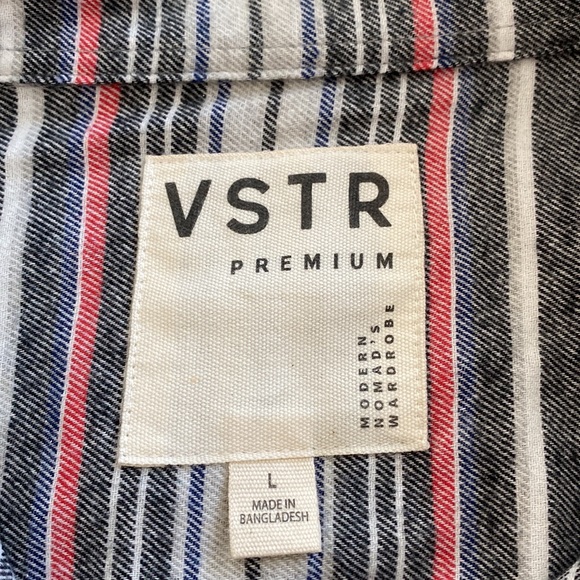 VSTR
PREMIUM
MODERN
NOMAD'S
WARDROBE
L
MADE IN
BANGLADESH